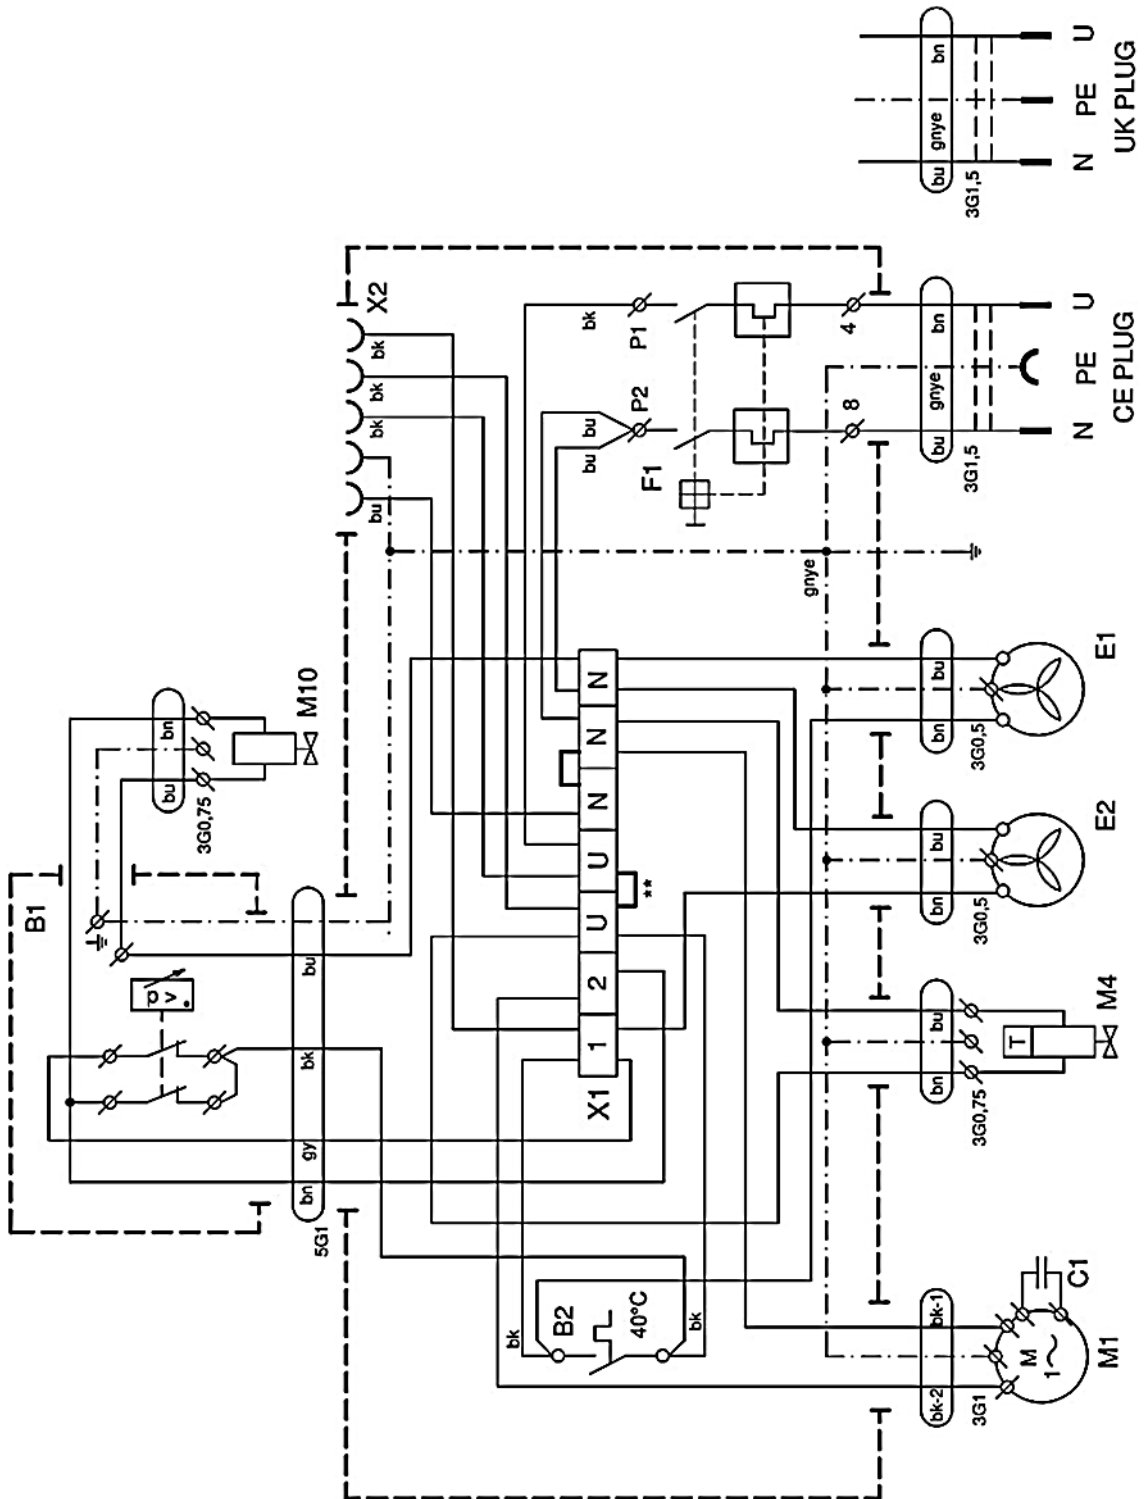 bn
gnye
bu
3G1,5
U
PE
N
UK PLUG
X2
bk
bk
bk
bu
bk
P1
P2
bu
bu
F1
4
8
bn
gnye
bu
3G1,5
U
PE
N
CE PLUG
gnye
M10
bn
bu
3G0,75
B1
p
v
bu
bk
gy
bn
5G1
N
N
N
U
U
2
1
X1
**
bu
bn
3G0,5
E1
bu
bn
3G0,5
E2
bu
bn
3G0,75
T
M4
bk
B2
40°C
bk
bk-1
bk-2
3G1
M
1~
C1
M1